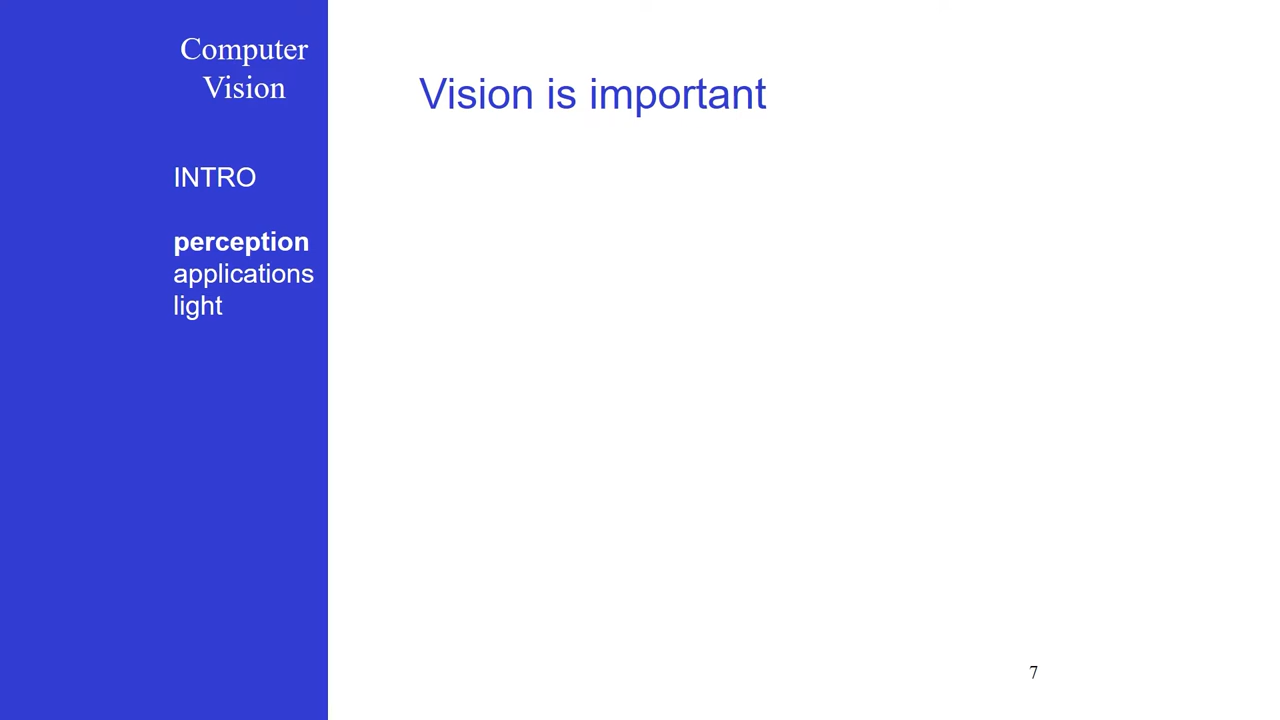 Computer
Vision
INTRO
perception
applications
light
Vision is important
7